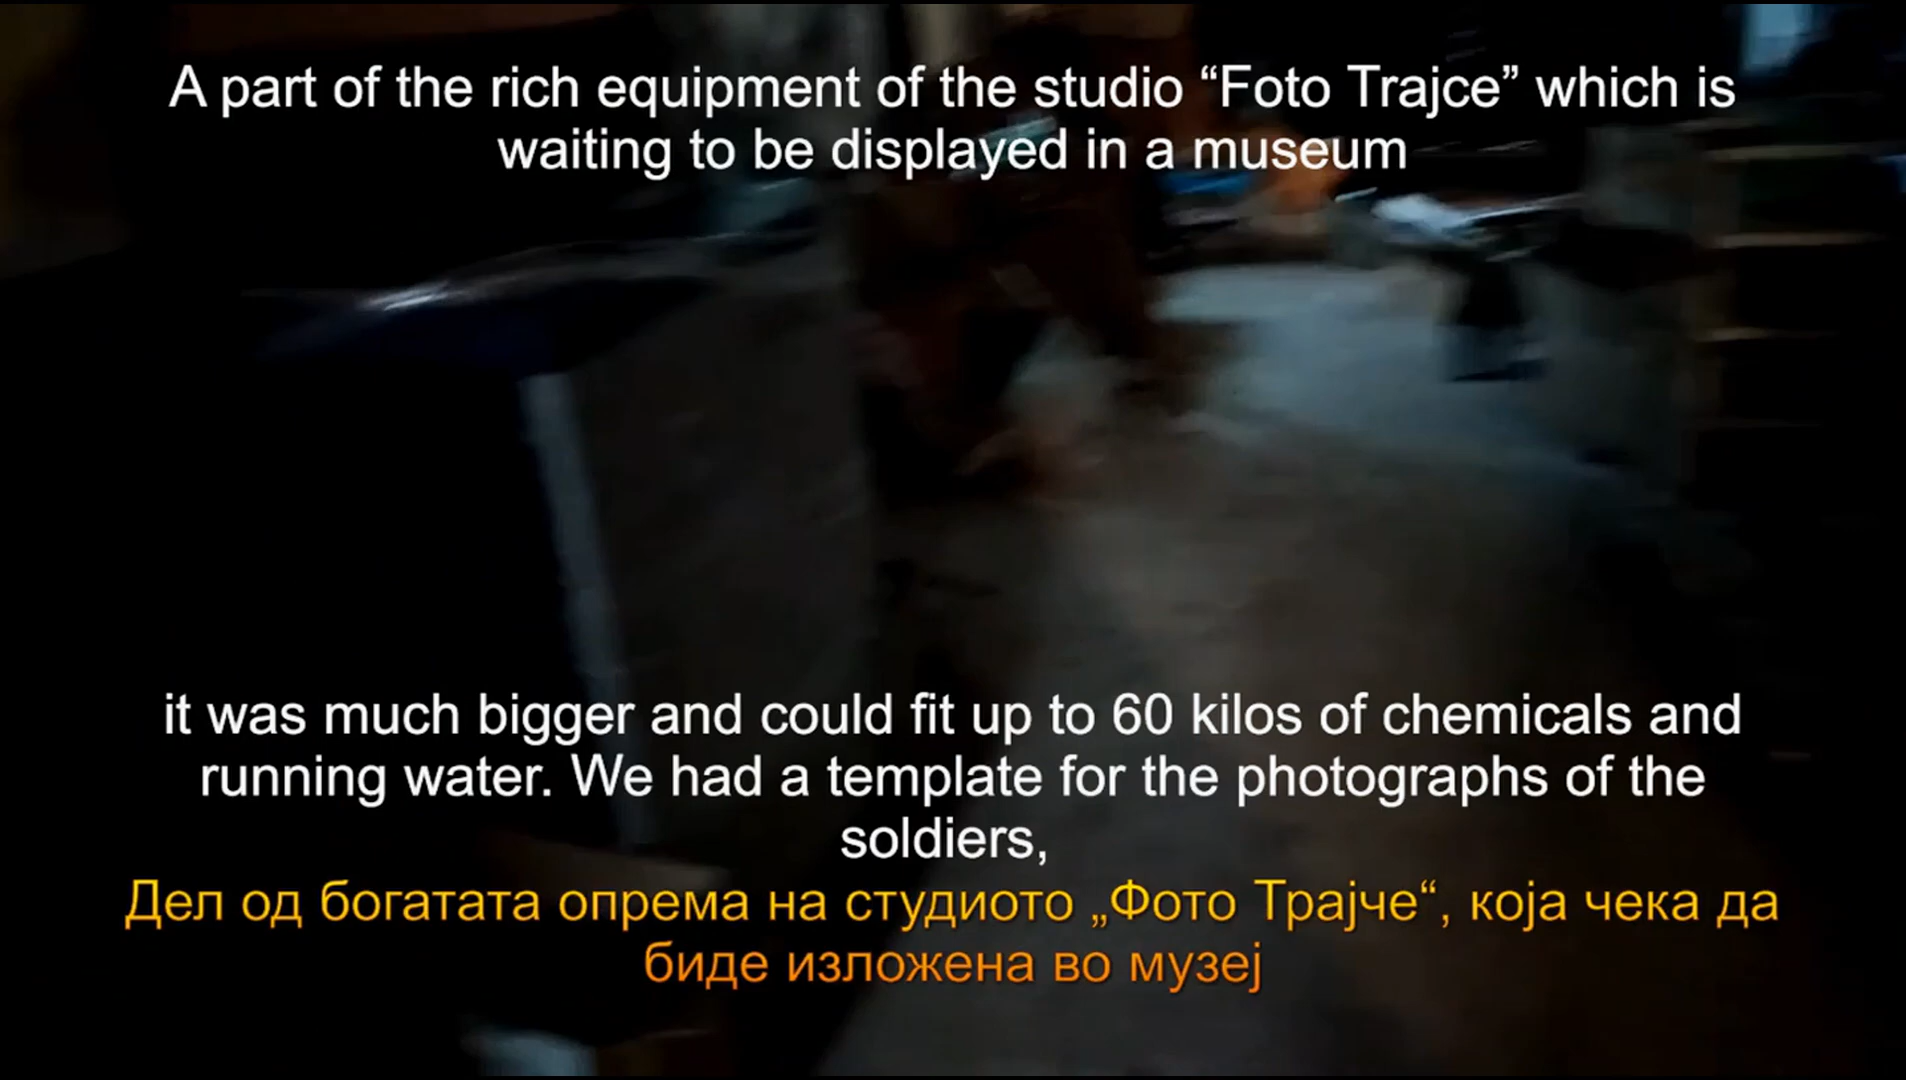 A part of the rich equipment of the studio “Foto Trajce” which is
waiting to be displayed in a museum
it was much bigger and could fit up to 60 kilos of chemicals and
running water. We had a template for the photographs of the
soldiers,
Дел од богатата опрема на студиото „Фото Трајче“, која чека да
биде изложена во музеј